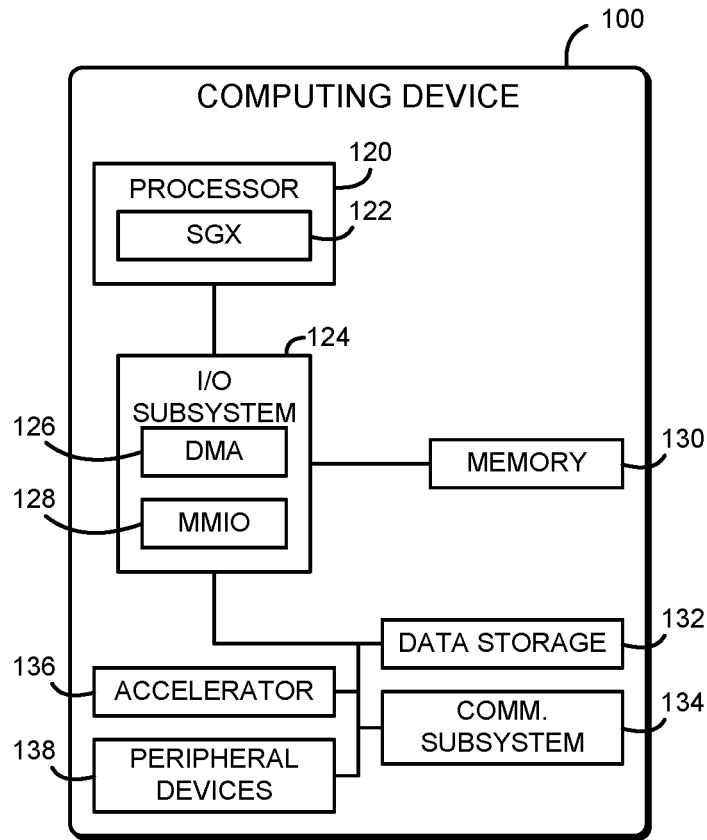 100
COMPUTING DEVICE
120
PROCESSOR
122
SGX
124
I/O
SUBSYSTEM
126
DMA
130
MEMORY
128
MMIO
132
DATA STORAGE
136
ACCELERATOR
134
COMM.
SUBSYSTEM
138
PERIPHERAL
DEVICES